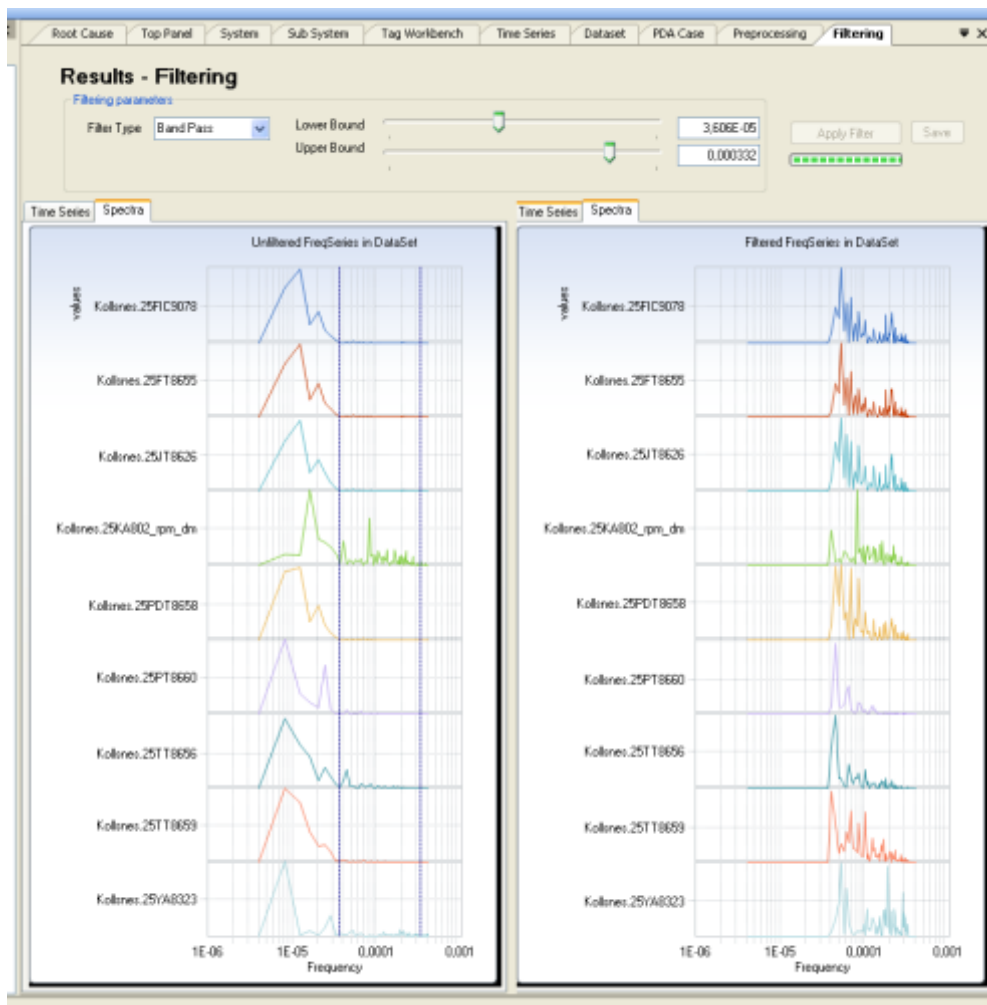 Root Cause Top Panel System Sub System Tag Workbench Time Series Dataset PDA Case Preprocessing Filtering
Results - Filtering
Filtering parameters
Filter Type Band Pass Lower Bound 3,606E-05 Apply Filter Save
Upper Bound 0,000332
Time Series Spectra
Unfiltered FreqSeries in DataSet
values
Kollsnes.25FIC9078
Kollsnes.25FT8655
Kollsnes.25JT8626
Kollsnes.25KA802_rpm_dm
Kollsnes.25PDT8658
Kollsnes.25PT8660
Kollsnes.25TT8656
Kollsnes.25TT8659
Kollsnes.25YA8323
1E-06 1E-05 0,0001 0,001
Frequency
Time Series Spectra
Filtered FreqSeries in DataSet
values
Kollsnes.25FIC9078
Kollsnes.25FT8655
Kollsnes.25JT8626
Kollsnes.25KA802_rpm_dm
Kollsnes.25PDT8658
Kollsnes.25PT8660
Kollsnes.25TT8656
Kollsnes.25TT8659
Kollsnes.25YA8323
1E-06 1E-05 0,0001 0,001
Frequency